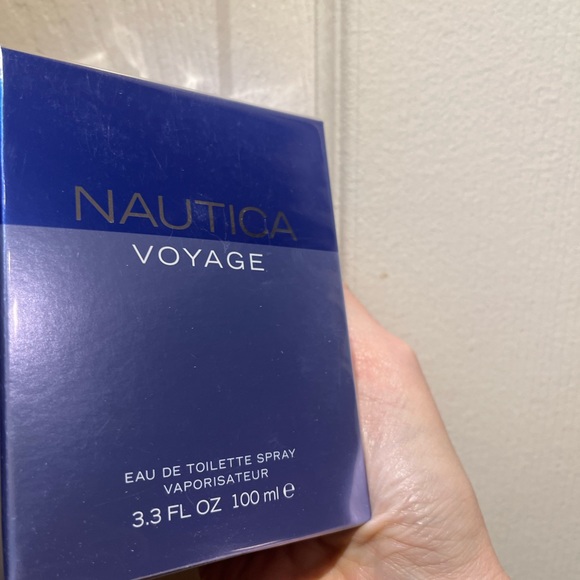 NAUTICA
VOYAGE
EAU DE TOILETTE SPRAY
VAPORISATEUR
3.3 FL OZ 100 ml ℮